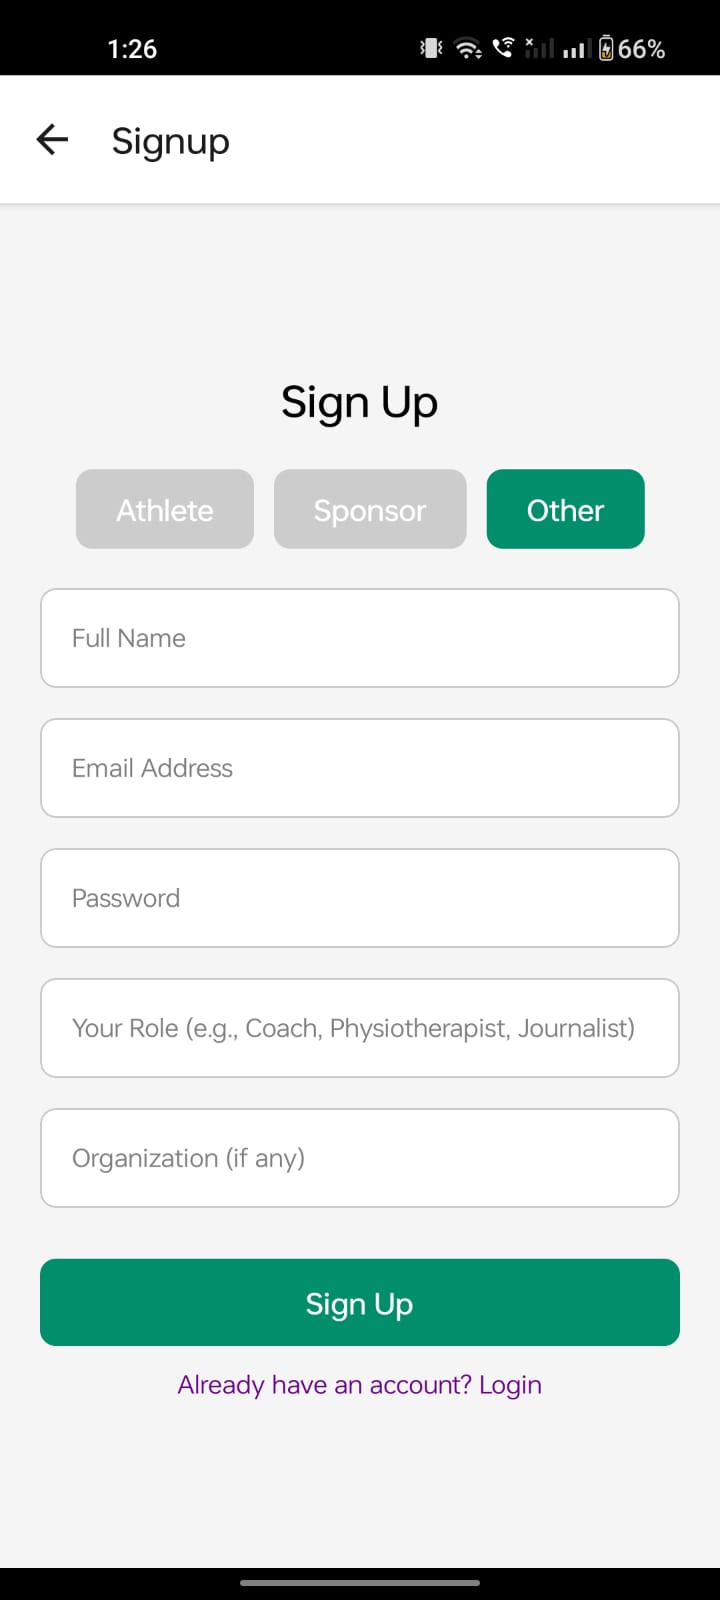 1:26
66%
Signup
Sign Up
Athlete
Sponsor
Other
Full Name
Email Address
Password
Your Role (e.g., Coach, Physiotherapist, Journalist)
Organization (if any)
Sign Up
Already have an account? Login